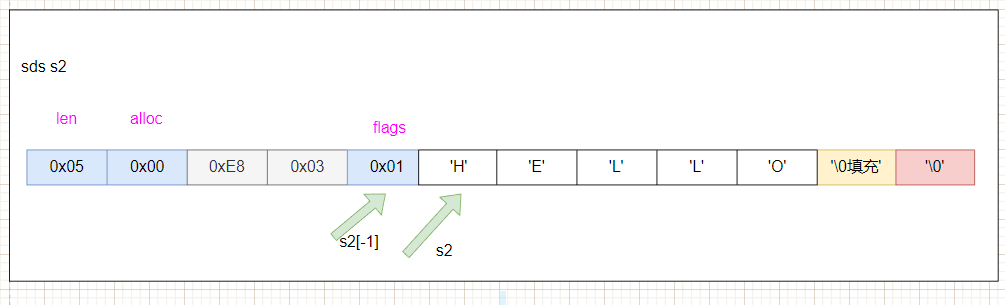 sds s2
len alloc
flags
0x05 0x00 0xE8 0x03 0x01 'H' 'E' 'L' 'L' 'O' '\0填充' '\0'
s2[-1]
s2